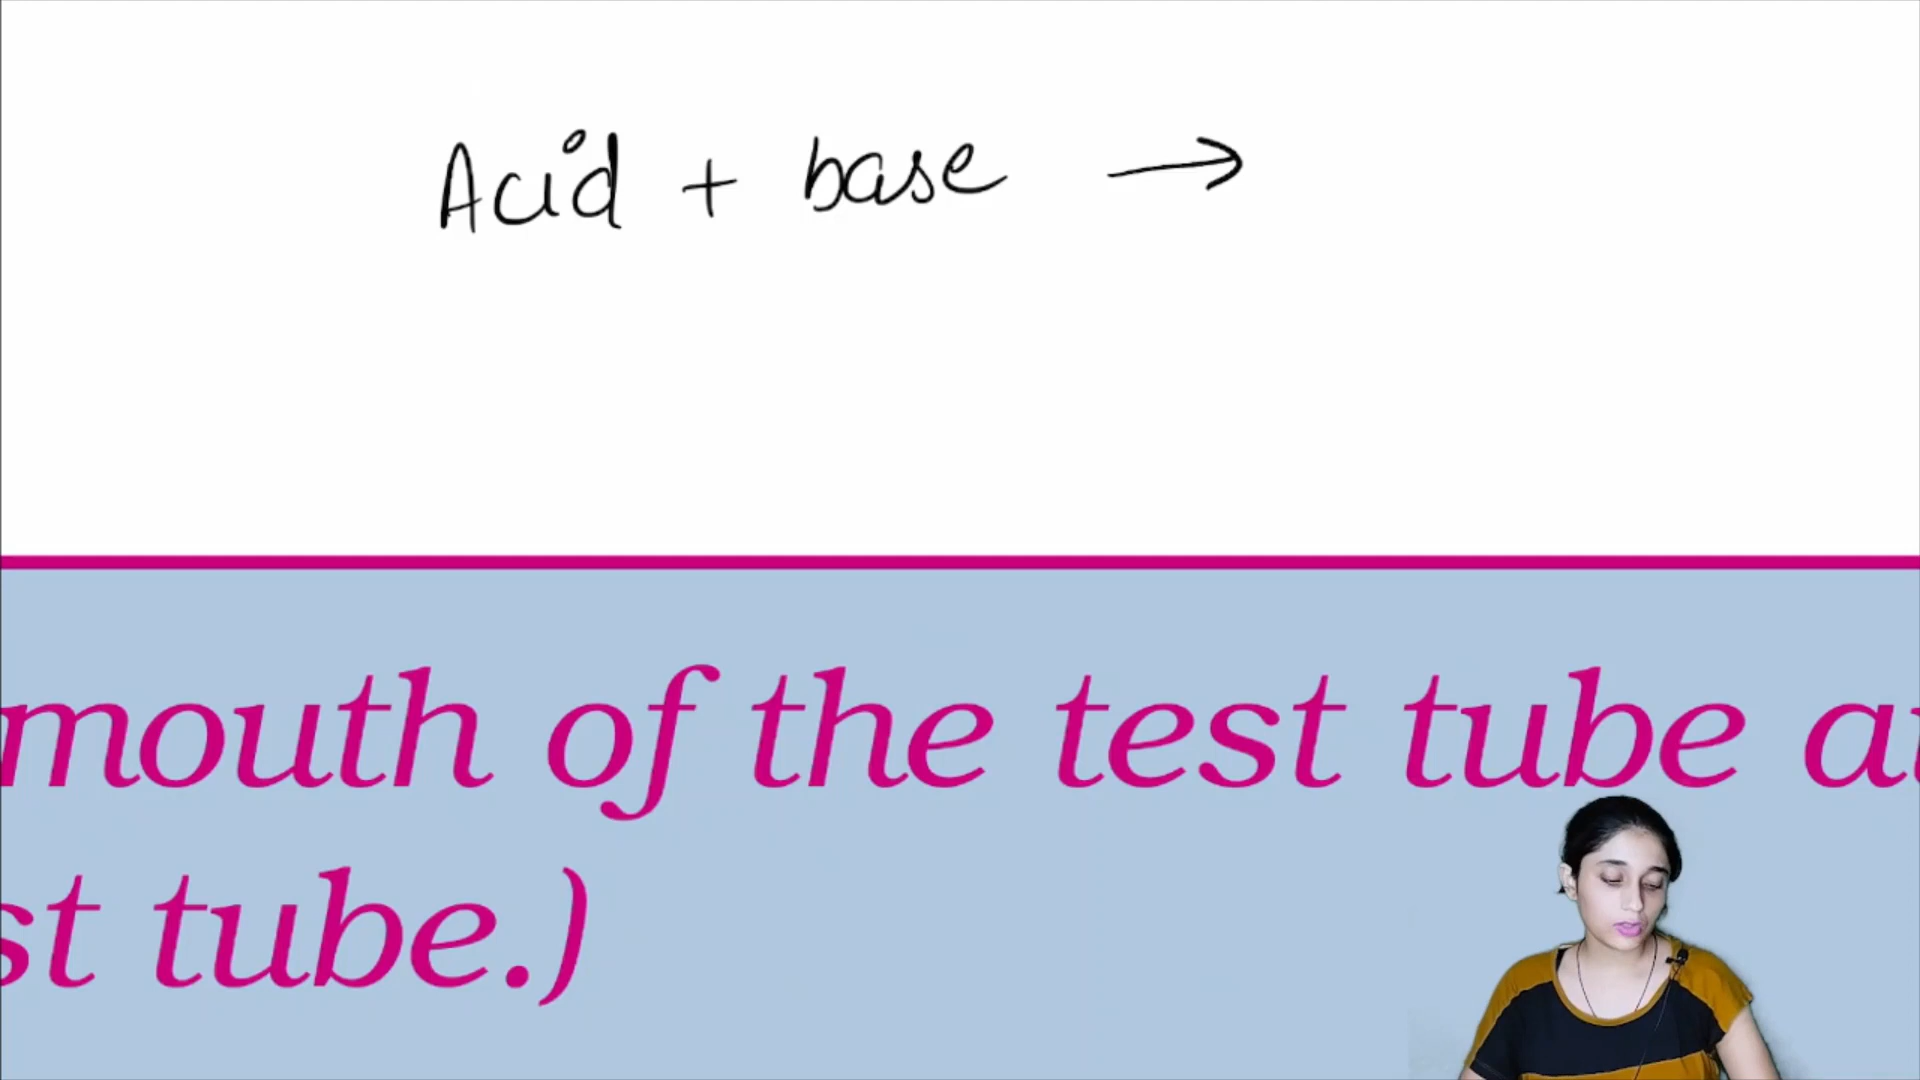 Acid + base →
mouth of the test tube
st tube.)